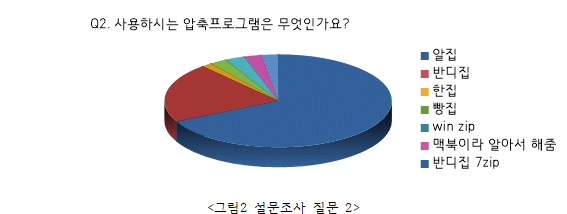 Q2. 사용하시는 압축프로그램은 무엇인가요?
알집
반디집
한집
빵집
win zip
맥북이라 알아서 해줌
반디집 7zip
<그림2 설문조사 질문 2>